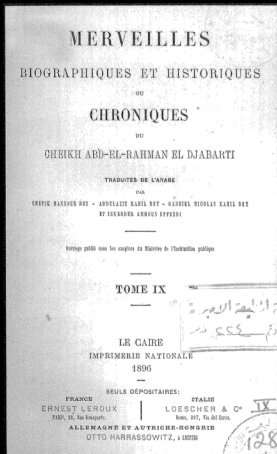 MERVEILLES
BIOGRAPHIQUES ET HISTORIQUES
OU
CHRONIQUES
DU
CHEIKH ABD-EL-RAHMAN EL DJABARTI
TRADUITES DE L'ARABE
PAR
CHEFIK MANSOUR BEY - ABDULAZIZ KAHIL BEY - GABRIEL NICOLAS KAHIL BEY
ET ISKENDER AMMOUN EFFENDI
Ouvrage publié sous les auspices du Ministère de l'Instruction publique
TOME IX
LE CAIRE
IMPRIMERIE NATIONALE
1896
SEULS DÉPOSITAIRES:
FRANCE
ERNEST LEROUX
PARIS, 28, Rue Bonaparte.
ITALIE
LOESCHER & Cº
Rome, 307, Via del Corso.
ALLEMAGNE ET AUTRICHE-HONGRIE
OTTO HARRASSOWITZ, à LEIPZIG
IX
128